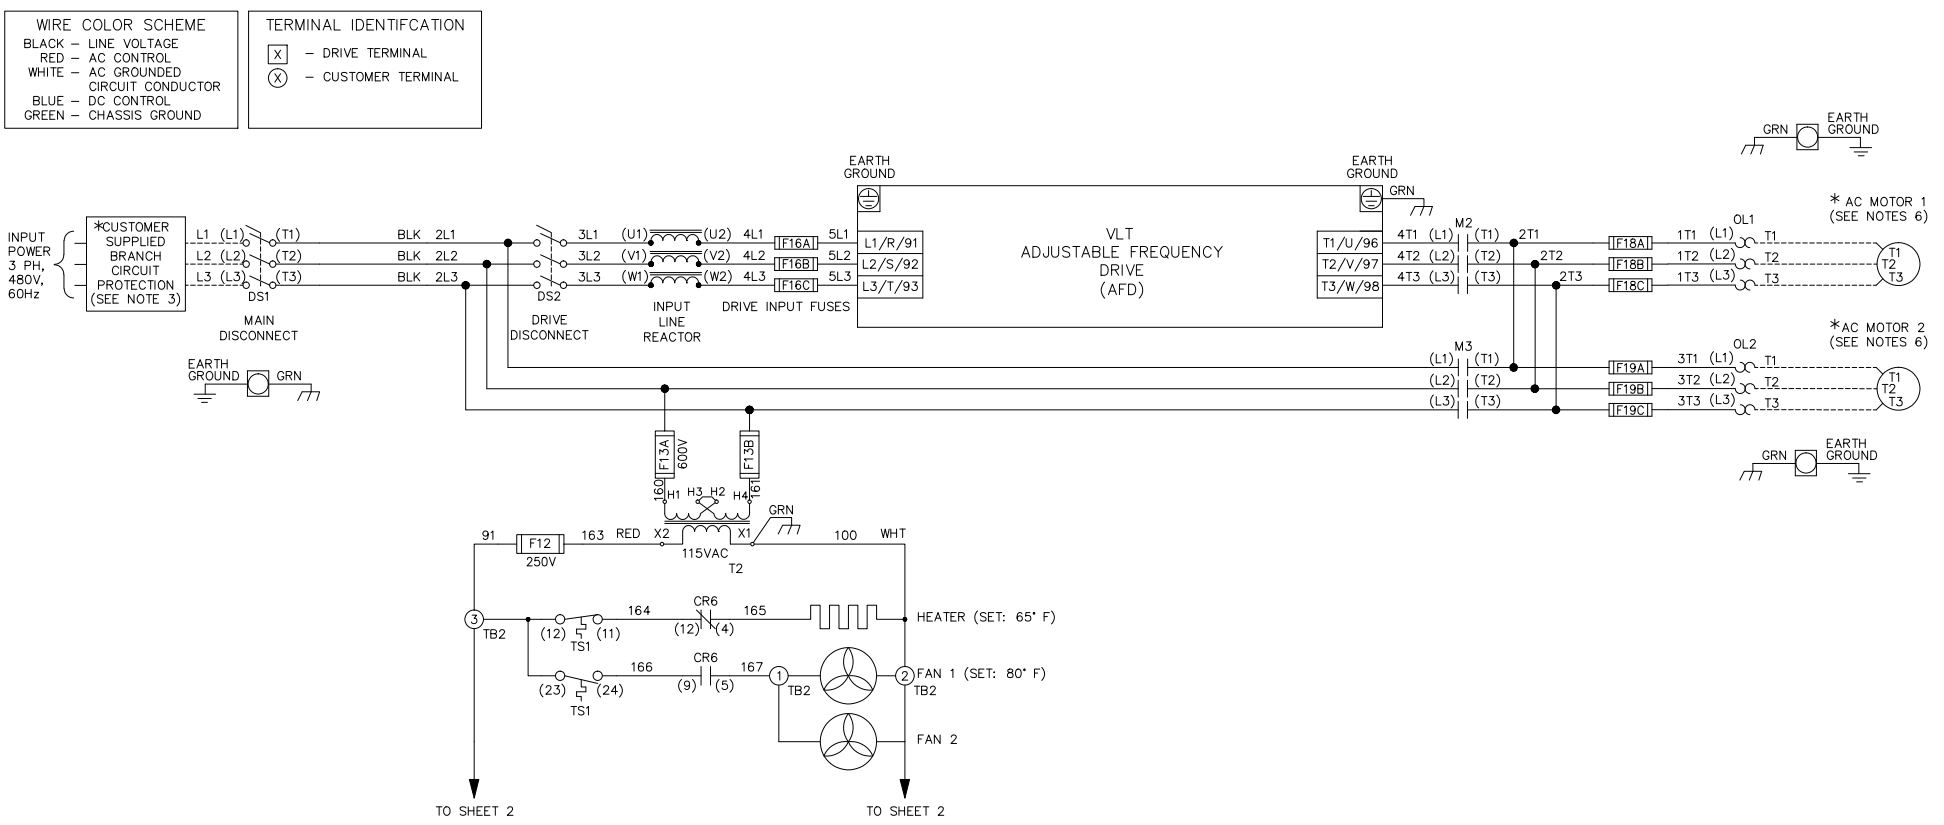 WIRE COLOR SCHEME
BLACK – LINE VOLTAGE
RED – AC CONTROL
WHITE – AC GROUNDED
CIRCUIT CONDUCTOR
BLUE – DC CONTROL
GREEN – CHASSIS GROUND
TERMINAL IDENTIFCATION
X – DRIVE TERMINAL
X – CUSTOMER TERMINAL
INPUT
POWER
3 PH,
480V,
60Hz
*CUSTOMER
SUPPLIED
BRANCH
CIRCUIT
PROTECTION
(SEE NOTE 3)
L1 (L1) (T1) BLK 2L1 3L1 (U1) (U2) 4L1 F16A 5L1 L1/R/91
L2 (L2) (T2) BLK 2L2 3L2 (V1) (V2) 4L2 F16B 5L2 L2/S/92
L3 (L3) (T3) BLK 2L3 3L3 (W1) (W2) 4L3 F16C 5L3 L3/T/93
DS1
MAIN
DISCONNECT
DS2
DRIVE
DISCONNECT
INPUT
LINE
REACTOR
DRIVE INPUT FUSES
EARTH
GROUND
GRN
EARTH
GROUND
VLT
ADJUSTABLE FREQUENCY
DRIVE
(AFD)
EARTH
GROUND
GRN
M2
T1/U/96 4T1 (L1) (T1) 2T1 F18A 1T1 (L1) T1
T2/V/97 4T2 (L2) (T2) 2T2 F18B 1T2 (L2) T2
T3/W/98 4T3 (L3) (T3) 2T3 F18C 1T3 (L3) T3
OL1
GRN
EARTH
GROUND
* AC MOTOR 1
(SEE NOTES 6)
T1
T2
T3
M3
(L1) (T1) F19A 3T1 (L1) T1
(L2) (T2) F19B 3T2 (L2) T2
(L3) (T3) F19C 3T3 (L3) T3
OL2
*AC MOTOR 2
(SEE NOTES 6)
T1
T2
T3
GRN
EARTH
GROUND
F13A
600V
F13B
160
161
H1 H3 H2 H4
GRN
91 F12 163 RED X2 X1 100 WHT
250V
115VAC
T2
3
TB2
(12) (11)
TS1
164
CR6
(12) (4)
165
HEATER (SET: 65° F)
(23) (24)
TS1
166
CR6
(9) (5)
167
1
TB2
2
TB2
FAN 1 (SET: 80° F)
FAN 2
TO SHEET 2
TO SHEET 2